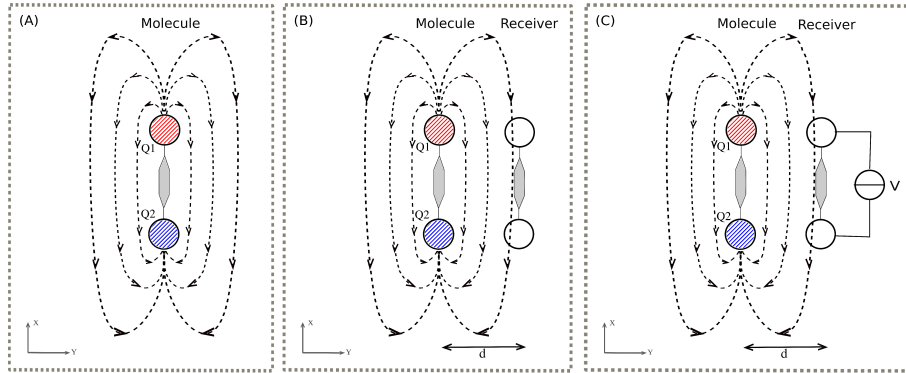 (A)
Molecule
Q1
Q2
X
Y
(B)
Molecule
Receiver
Q1
Q2
X
Y
d
(C)
Molecule
Receiver
Q1
Q2
V
X
Y
d